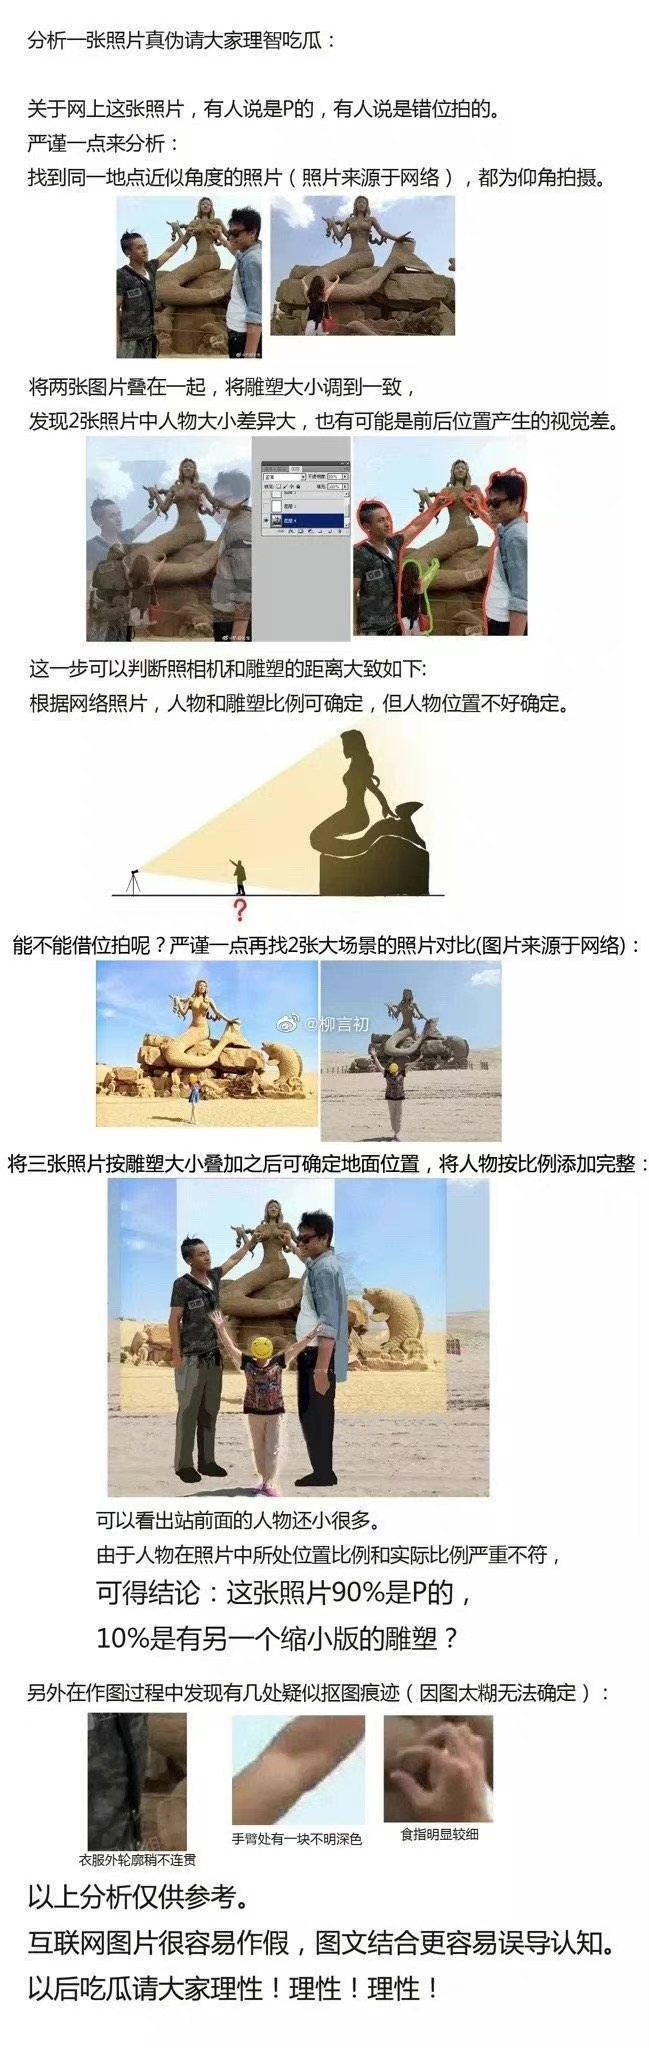 分析一张照片真伪请大家理智吃瓜：
关于网上这张照片，有人说是P的，有人说是错位拍的。
严谨一点来分析：
找到同一地点近似角度的照片（照片来源于网络），都为仰角拍摄。
将两张图片叠在一起，将雕塑大小调到一致，
发现2张照片中人物大小差异大，也有可能是前后位置产生的视觉差。
这一步可以判断照相机和雕塑的距离大致如下:
根据网络照片，人物和雕塑比例可确定，但人物位置不好确定。
?
能不能借位拍呢？严谨一点再找2张大场景的照片对比(图片来源于网络)：
@柳言初
将三张照片按雕塑大小叠加之后可确定地面位置，将人物按比例添加完整：
可以看出站前面的人物还小很多。
由于人物在照片中所处位置比例和实际比例严重不符，
可得结论：这张照片90%是P的，
10%是有另一个缩小版的雕塑？
另外在作图过程中发现有几处疑似抠图痕迹（因图太糊无法确定）：
衣服外轮廓稍不连贯
手臂处有一块不明深色
食指明显较细
以上分析仅供参考。
互联网图片很容易作假，图文结合更容易误导认知。
以后吃瓜请大家理性！理性！理性！